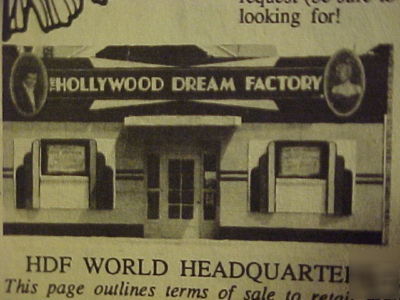 request (be sure to
looking for!
THE HOLLYWOOD DREAM FACTORY
HDF WORLD HEADQUARTE
This page outlines terms of sale to